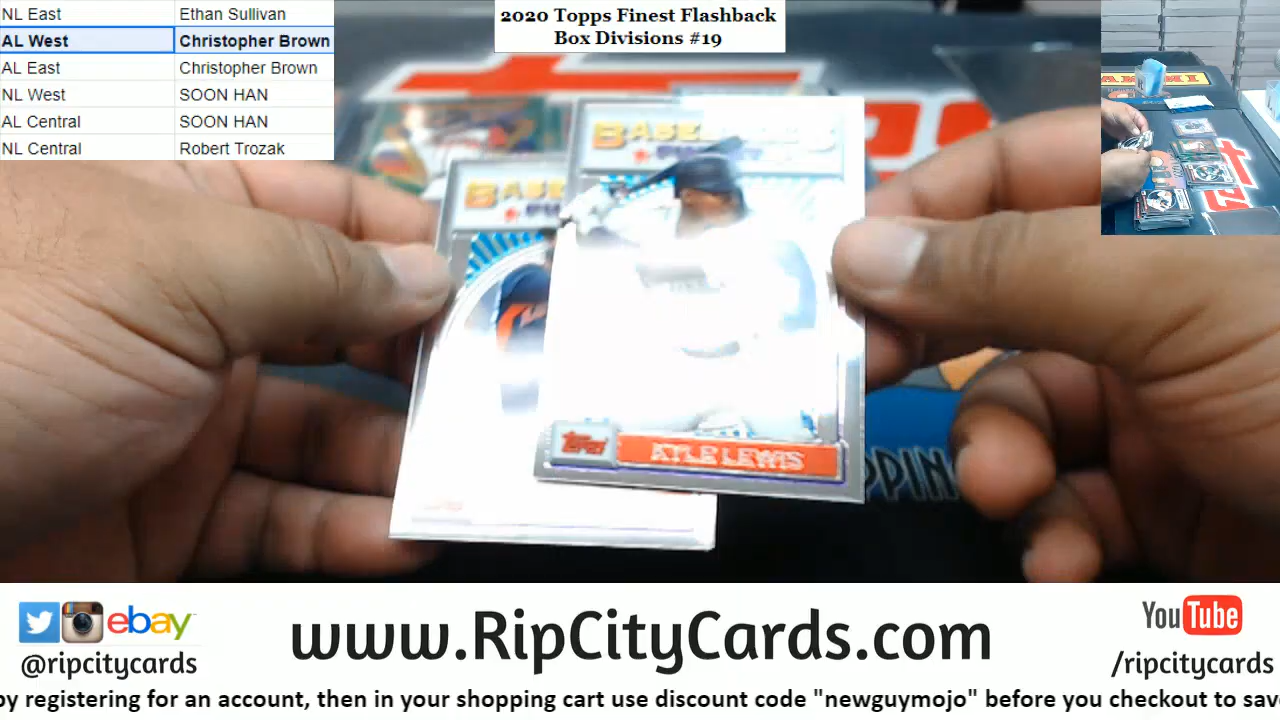 NL East Ethan Sullivan
AL West Christopher Brown
AL East Christopher Brown
NL West SOON HAN
AL Central SOON HAN
NL Central Robert Trozak
2020 Topps Finest Flashback
Box Divisions #19
TOPPS
KYLE LEWIS
PPIN
ebay
@ripcitycards
www.RipCityCards.com
YouTube
/ripcitycards
by registering for an account, then in your shopping cart use discount code "newguymojo" before you checkout to save